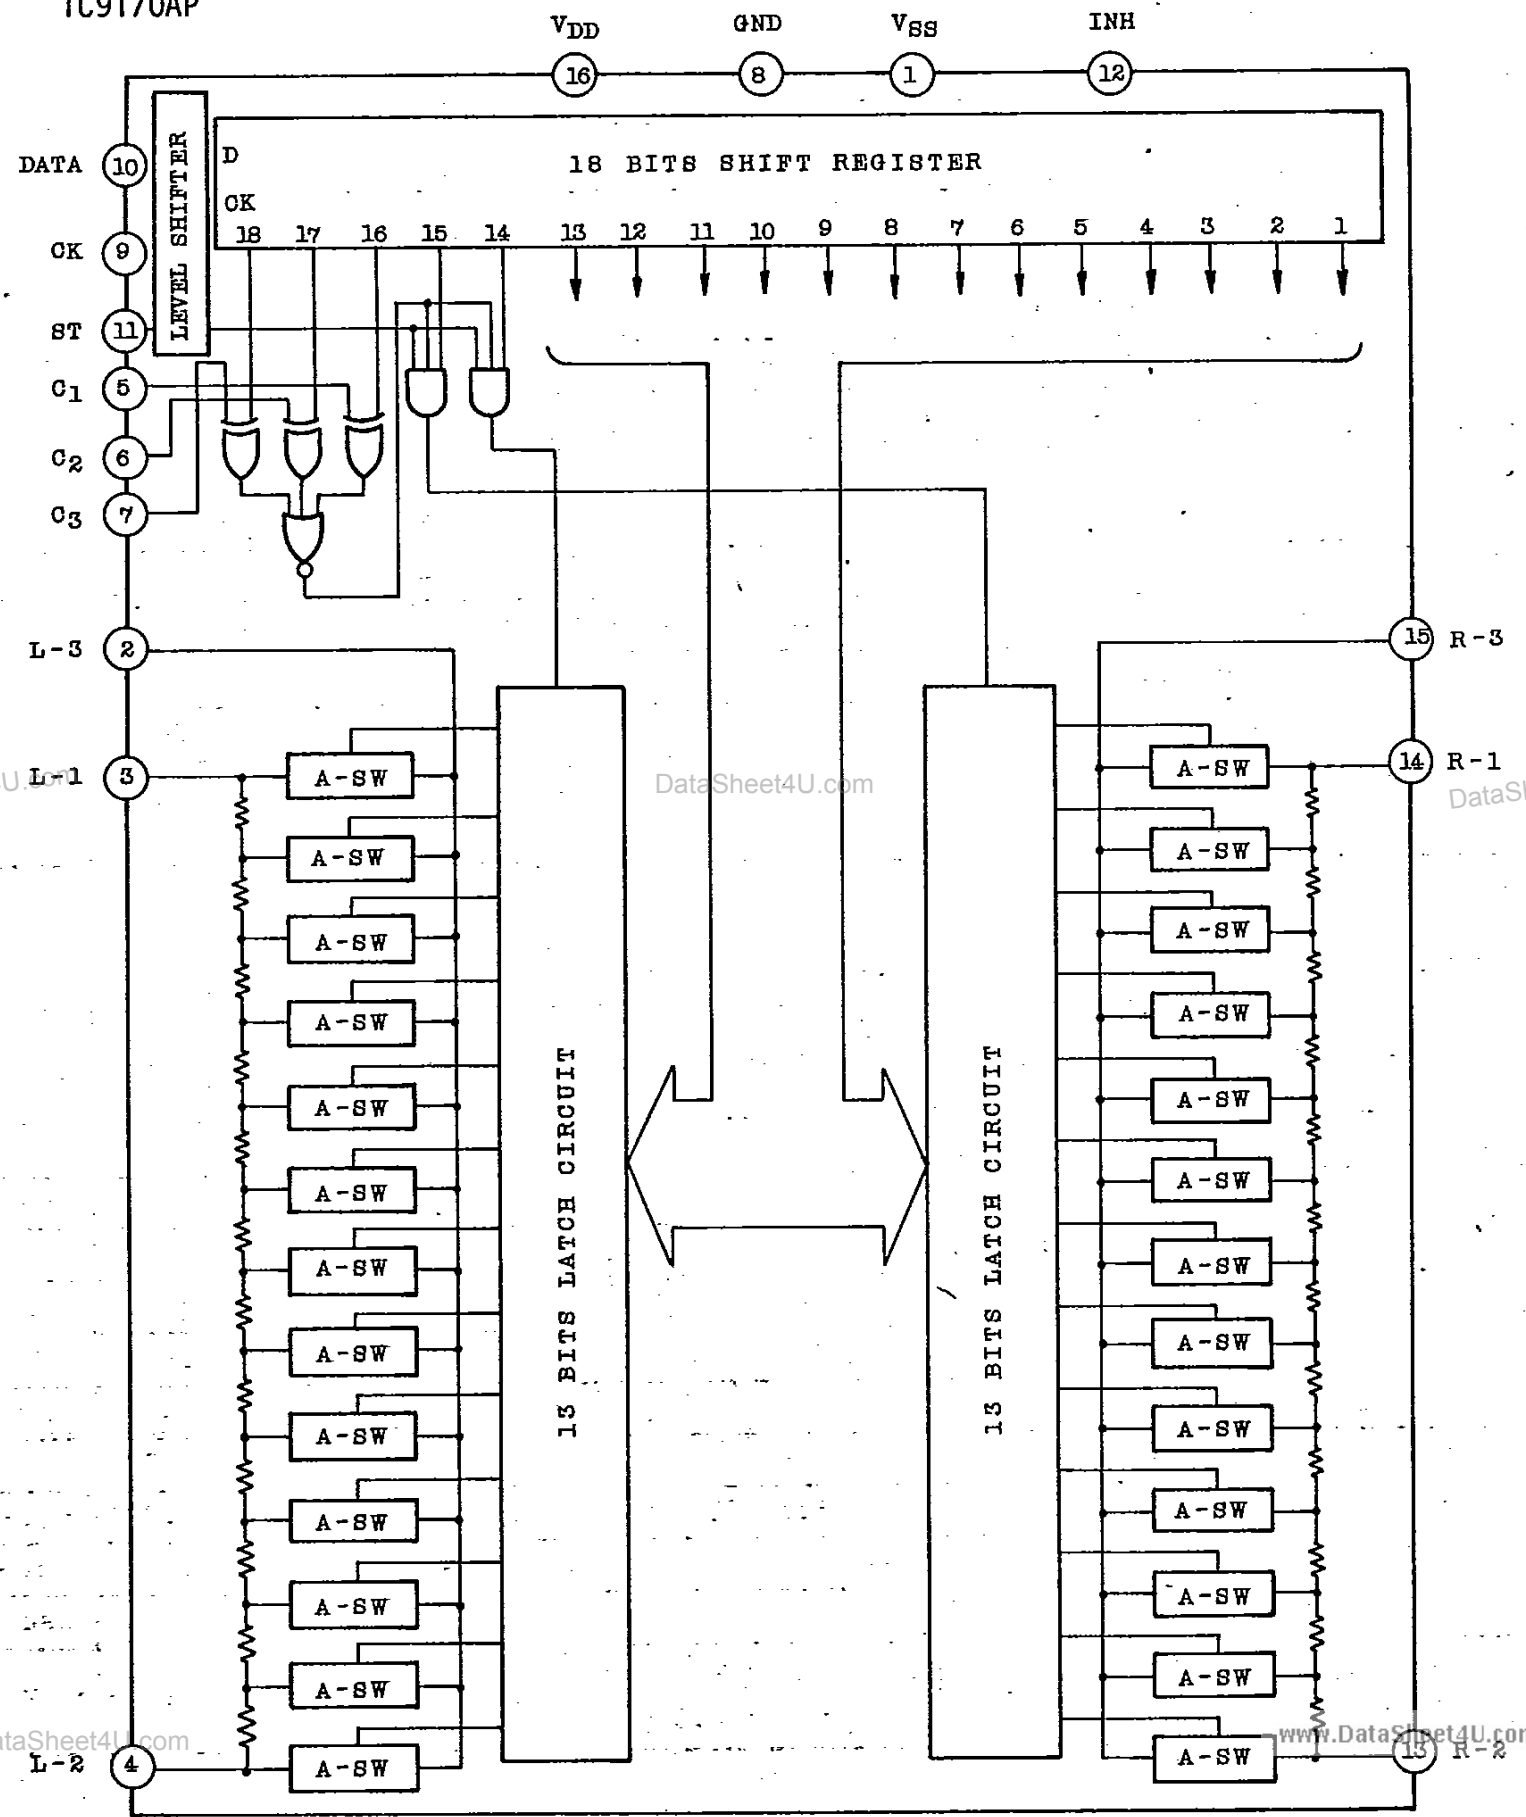 TC9170AP
VDD GND VSS INH
16 8 1 12
DATA 10 LEVEL SHIFTER D 18 BITS SHIFT REGISTER
CK 9 CK
18 17 16 15 14 13 12 11 10 9 8 7 6 5 4 3 2 1
ST 11
C1 5
C2 6
C3 7
L-3 2
15 R-3
L-1 3 A-SW
A-SW 14 R-1
DataSheet4U.com
A-SW A-SW
A-SW A-SW
A-SW A-SW
A-SW A-SW
A-SW A-SW
A-SW A-SW
A-SW A-SW
A-SW A-SW
A-SW A-SW
A-SW A-SW
A-SW A-SW
13 BITS LATCH CIRCUIT
13 BITS LATCH CIRCUIT
L-2 4 A-SW
A-SW 13 R-2
www.DataSheet4U.com